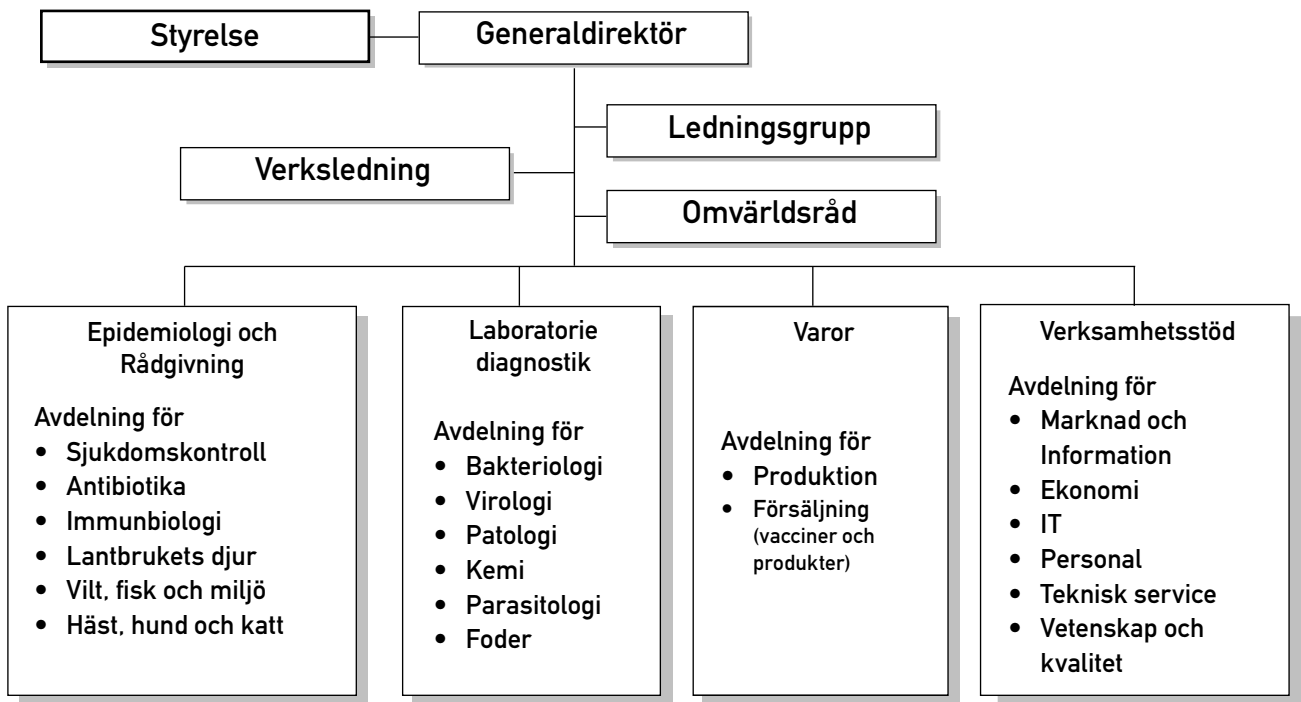 Styrelse
Generaldirektör
Ledningsgrupp
Verksledning
Omvärldsråd
Epidemiologi och
Rådgivning
Avdelning för
• Sjukdomskontroll
• Antibiotika
• Immunbiologi
• Lantbrukets djur
• Vilt, fisk och miljö
• Häst, hund och katt
Laboratorie
diagnostik
Avdelning för
• Bakteriologi
• Virologi
• Patologi
• Kemi
• Parasitologi
• Foder
Varor
Avdelning för
• Produktion
• Försäljning
(vacciner och
produkter)
Verksamhetsstöd
Avdelning för
• Marknad och
Information
• Ekonomi
• IT
• Personal
• Teknisk service
• Vetenskap och
kvalitet